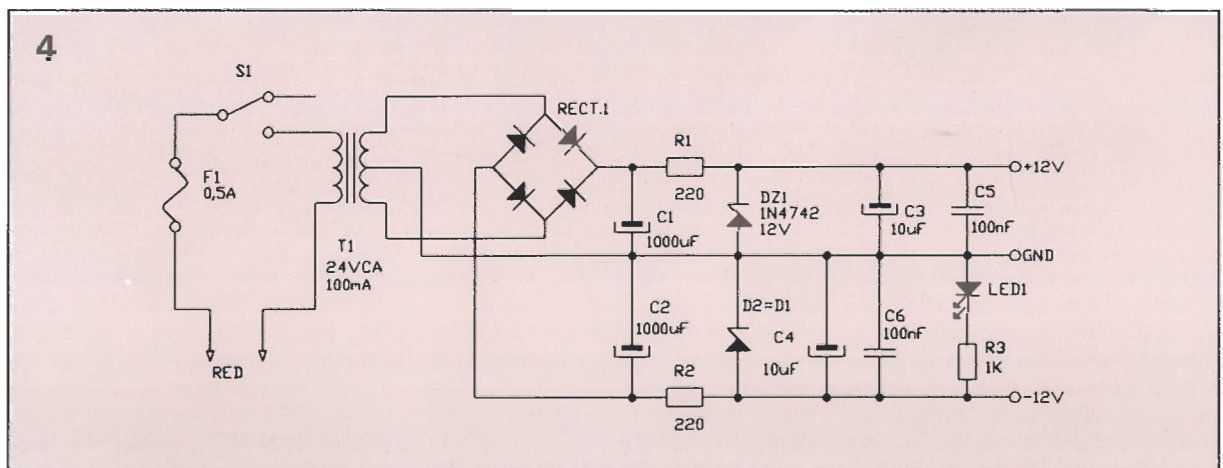 4
S1
F1
0,5A
T1
24VCA
100mA
RED
RECT.1
R1
220
C1
1000uF
DZ1
1N4742
12V
C3
10uF
C5
100nF
+12V
GND
C2
1000uF
D2=D1
C4
10uF
C6
100nF
LED1
R3
1K
R2
220
-12V